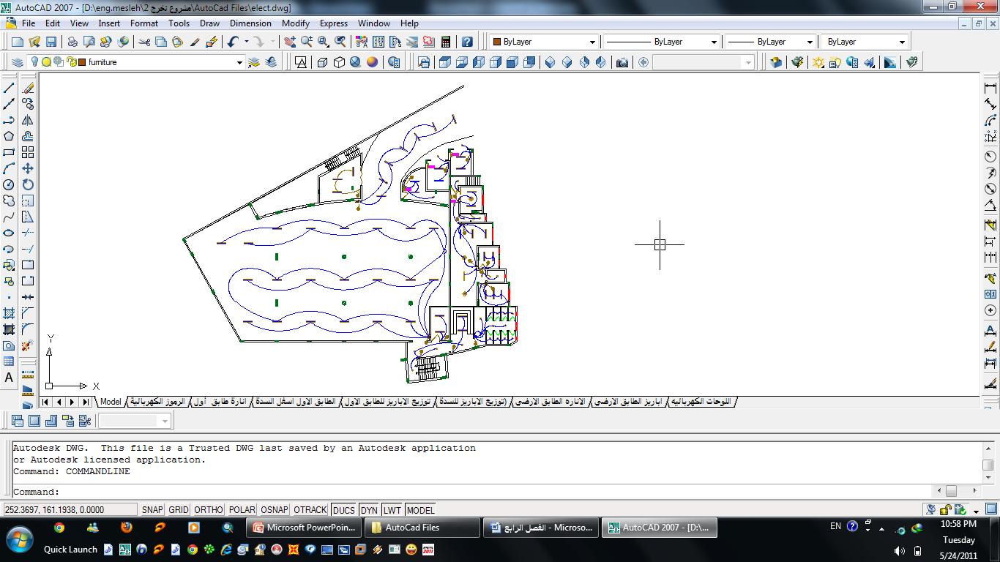 AutoCAD 2007 - [D:\eng.mesleh\2 مشروع تخرج\AutoCad Files\elect.dwg]
File Edit View Insert Format Tools Draw Dimension Modify Express Window Help
ByLayer ByLayer ByLayer ByLayer
furniture
Y
X
Model الرموز الكهربائية انارة طابق أول الطابق الاول اسفل السدة توزيع الاباريز للطابق الاول (توزيع الاباريز للسدة الاناره الطابق الارضي اباريز الطابق الارضي اللوحات الكهربائيه
Autodesk DWG. This file is a Trusted DWG last saved by an Autodesk application
or Autodesk licensed application.
Command: COMMANDLINE
Command:
252.3697, 161.1938, 0.0000 SNAP GRID ORTHO POLAR OSNAP OTRACK DUCS DYN LWT MODEL
Microsoft PowerPoin... AutoCad Files الفصل الرابع - Microso... AutoCAD 2007 - [D:\... EN 10:58 PM
Quick Launch Tuesday
5/24/2011